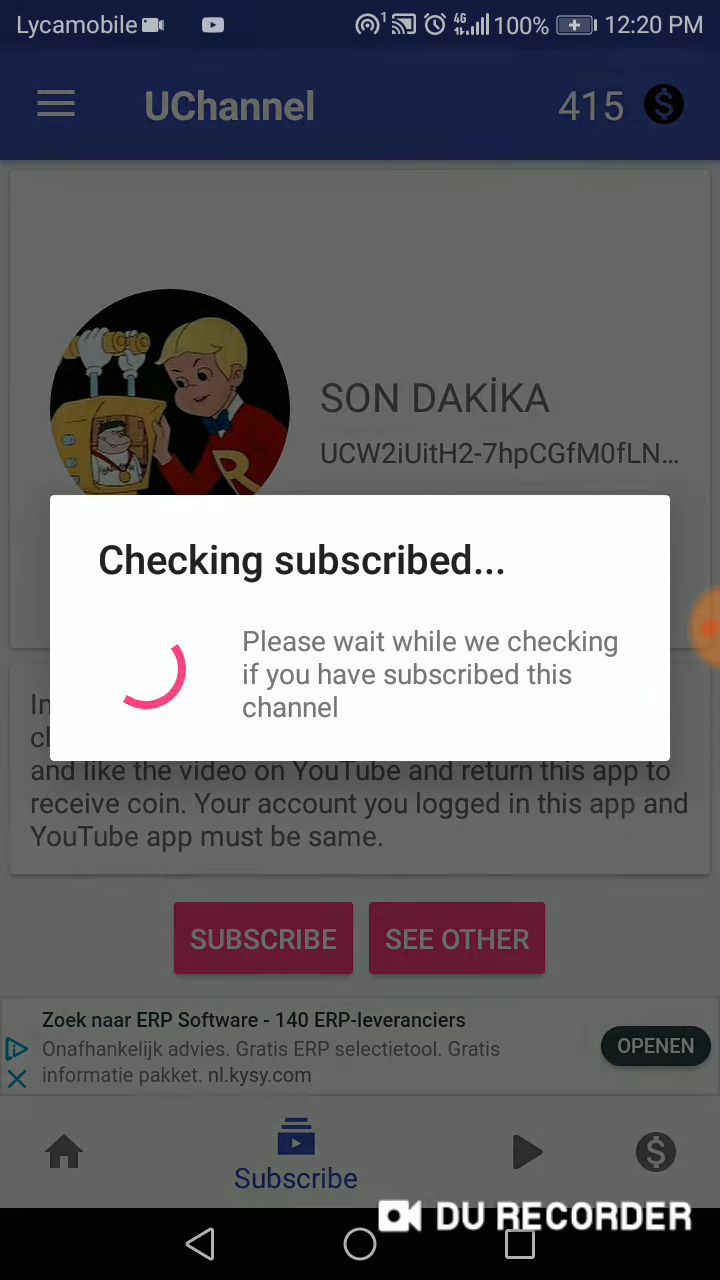 Lycamobile
4G 100% 12:20 PM
UChannel
415
SON DAKİKA
UCW2iUitH2-7hpCGfM0fLN...
Checking subscribed...
Please wait while we checking
if you have subscribed this
channel
and like the video on YouTube and return this app to
receive coin. Your account you logged in this app and
YouTube app must be same.
SUBSCRIBE
SEE OTHER
Zoek naar ERP Software - 140 ERP-leveranciers
Onafhankelijk advies. Gratis ERP selectietool. Gratis
informatie pakket. nl.kysy.com
OPENEN
Subscribe
DU RECORDER